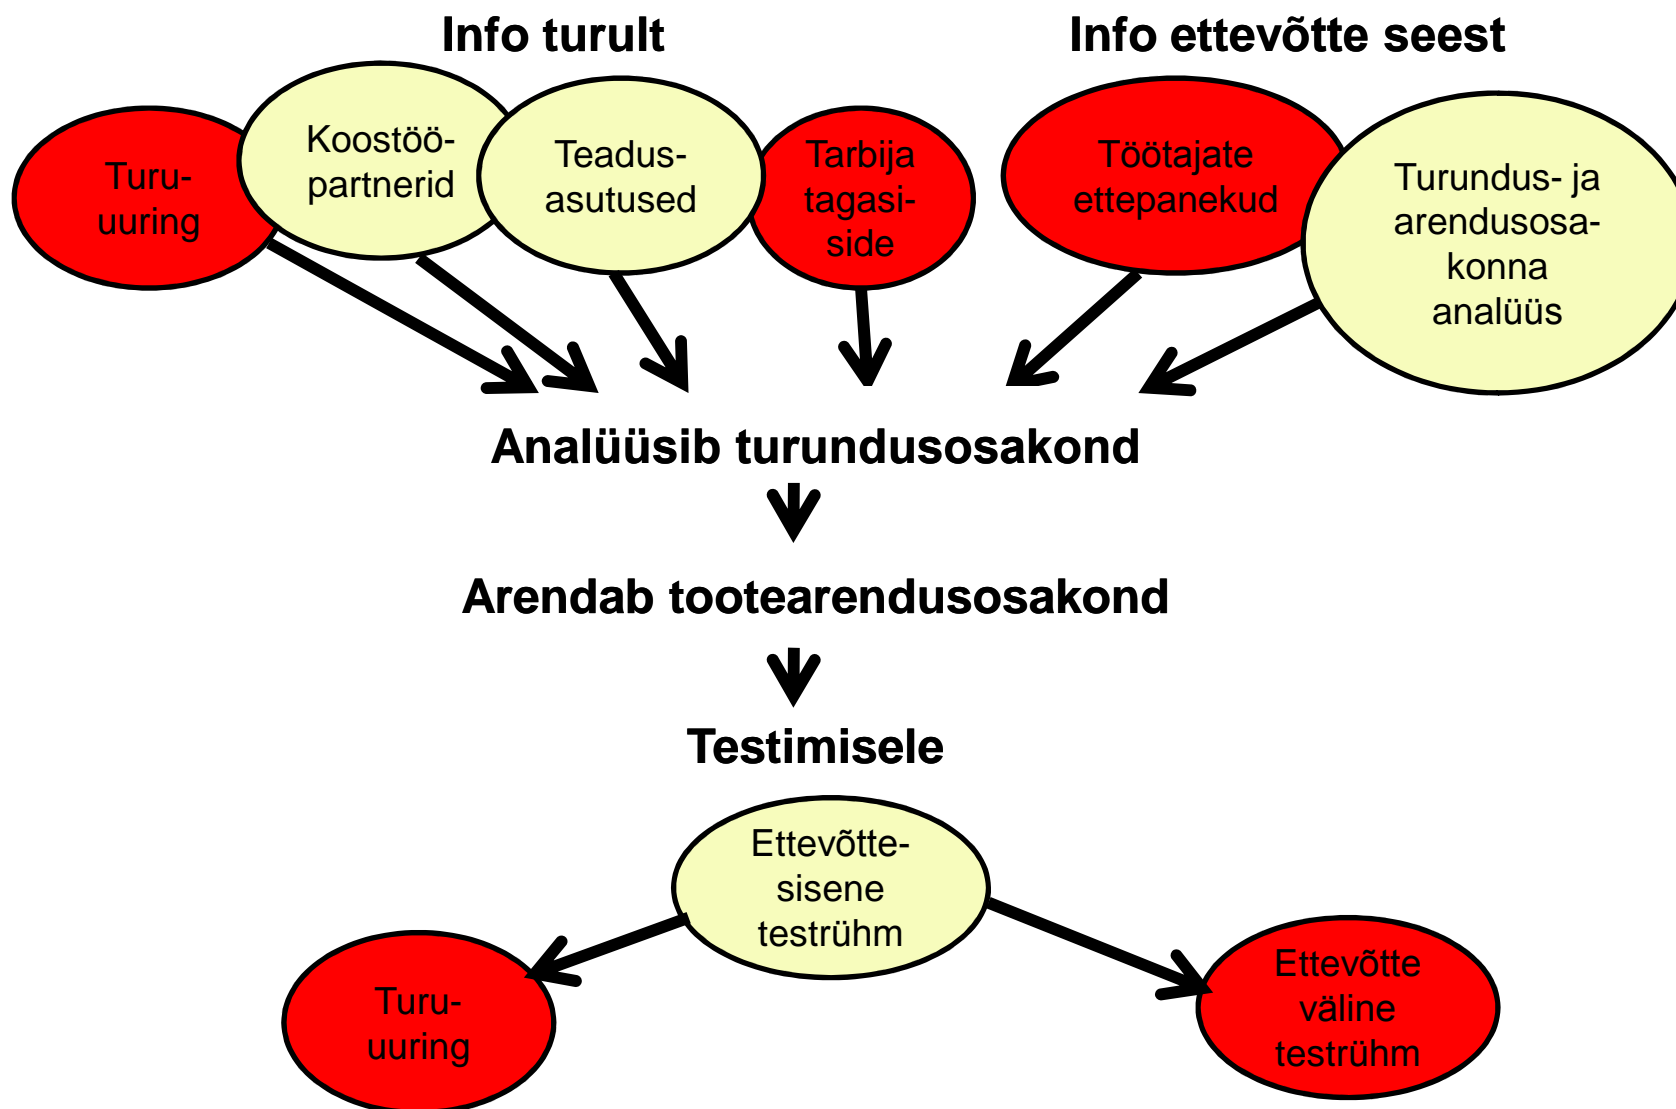 Info turult
Info ettevõtte seest
Turu-
uuring
Koostöö-
partnerid
Teadus-
asutused
Tarbija
tagasi-
side
Töötajate
ettepanekud
Turundus- ja
arendusosa-
konna
analüüs
Analüüsib turundusosakond
Arendab tootearendusosakond
Testimisele
Ettevõtte-
sisene
testrühm
Turu-
uuring
Ettevõtte
väline
testrühm